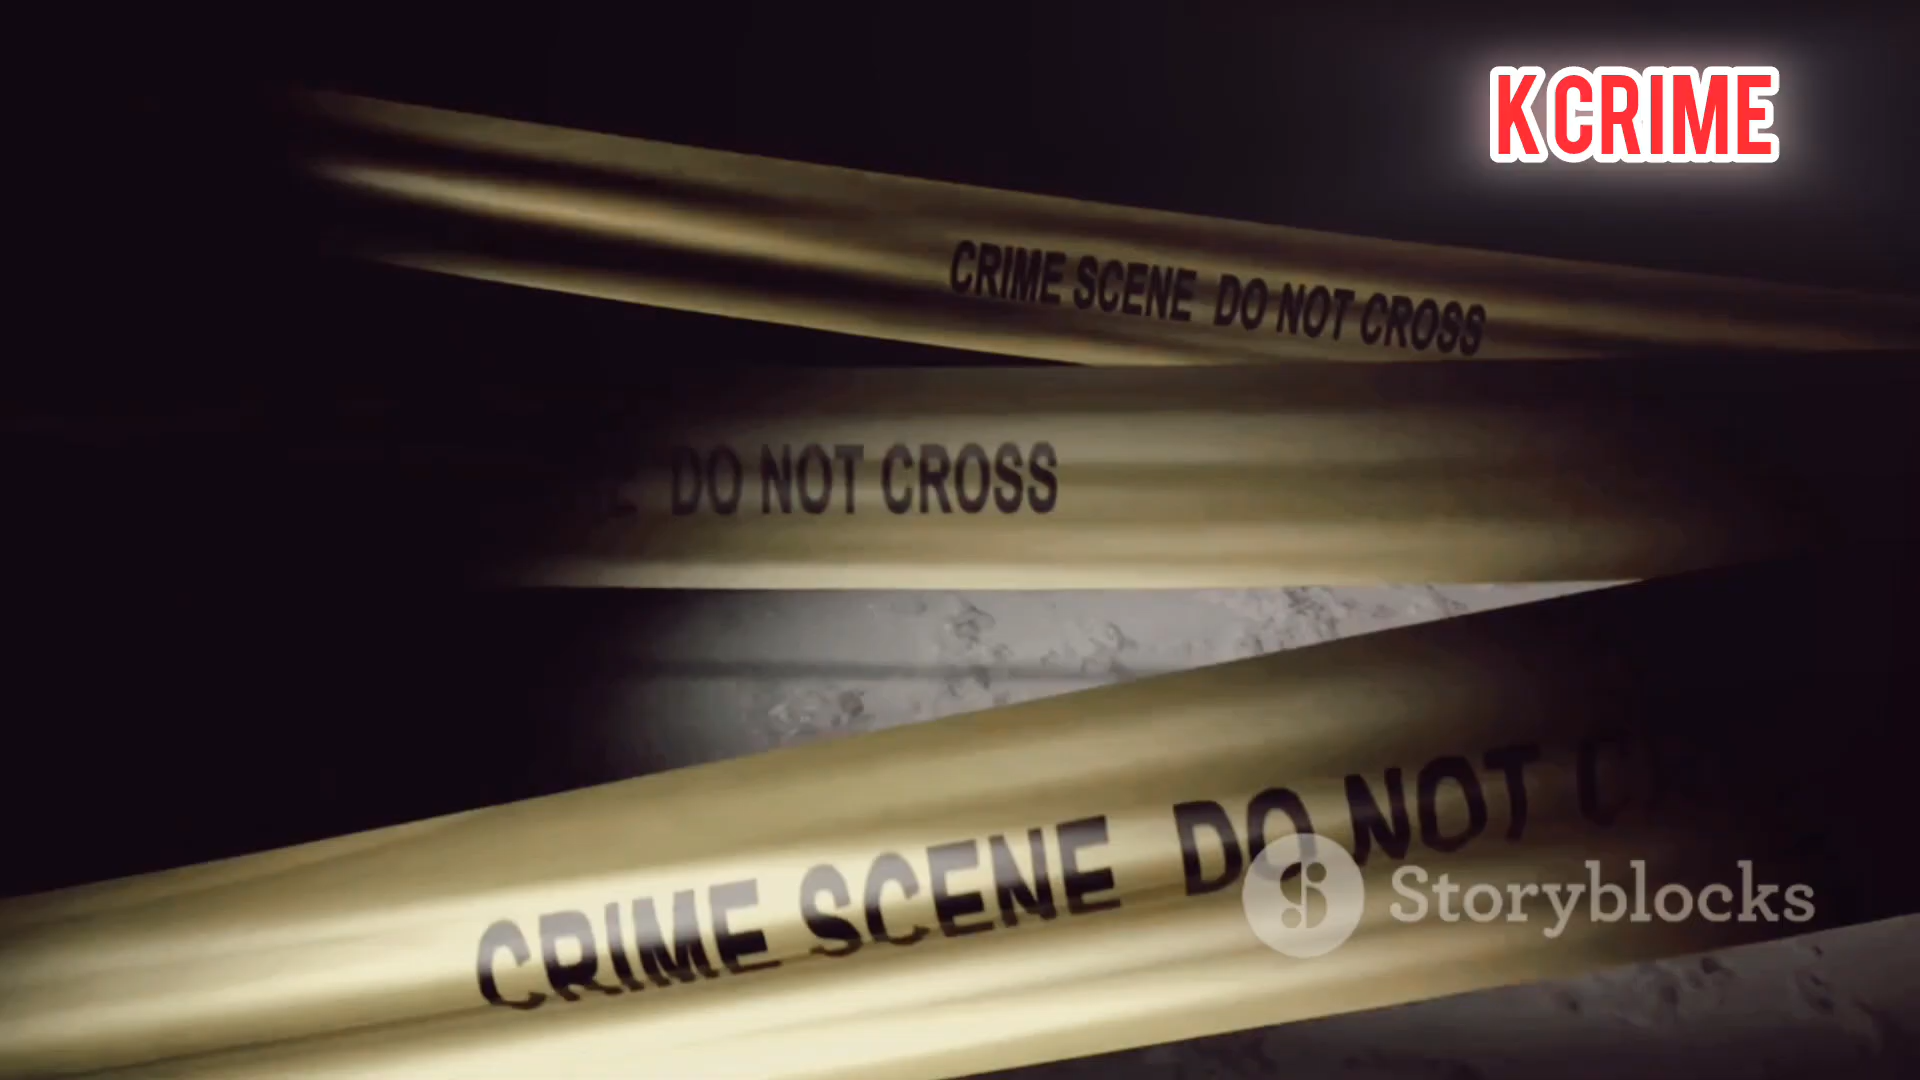 KCRIME
CRIME SCENE DO NOT CROSS
DO NOT CROSS
CRIME SCENE DO NOT
Storyblocks